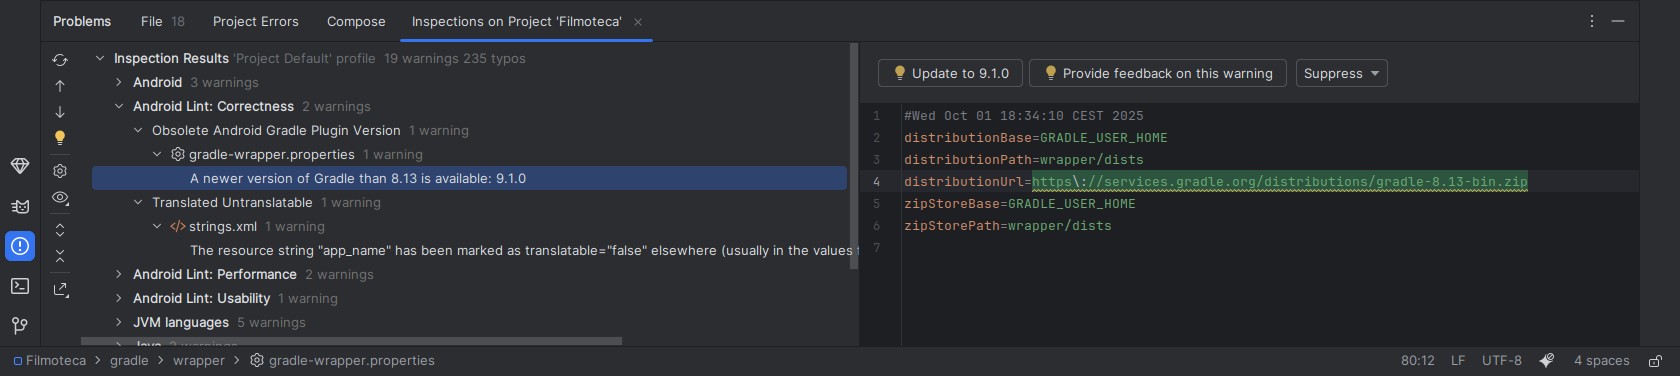 Problems File 18 Project Errors Compose Inspections on Project 'Filmoteca'
Inspection Results 'Project Default' profile 19 warnings 235 typos
Android 3 warnings
Android Lint: Correctness 2 warnings
Obsolete Android Gradle Plugin Version 1 warning
gradle-wrapper.properties 1 warning
A newer version of Gradle than 8.13 is available: 9.1.0
Translated Untranslatable 1 warning
strings.xml 1 warning
The resource string "app_name" has been marked as translatable="false" elsewhere (usually in the values
Android Lint: Performance 2 warnings
Android Lint: Usability 1 warning
JVM languages 5 warnings
Update to 9.1.0 Provide feedback on this warning Suppress
1 #Wed Oct 01 18:34:10 CEST 2025
2 distributionBase=GRADLE_USER_HOME
3 distributionPath=wrapper/dists
4 distributionUrl=https\://services.gradle.org/distributions/gradle-8.13-bin.zip
5 zipStoreBase=GRADLE_USER_HOME
6 zipStorePath=wrapper/dists
7
Filmoteca > gradle > wrapper > gradle-wrapper.properties 80:12 LF UTF-8 4 spaces